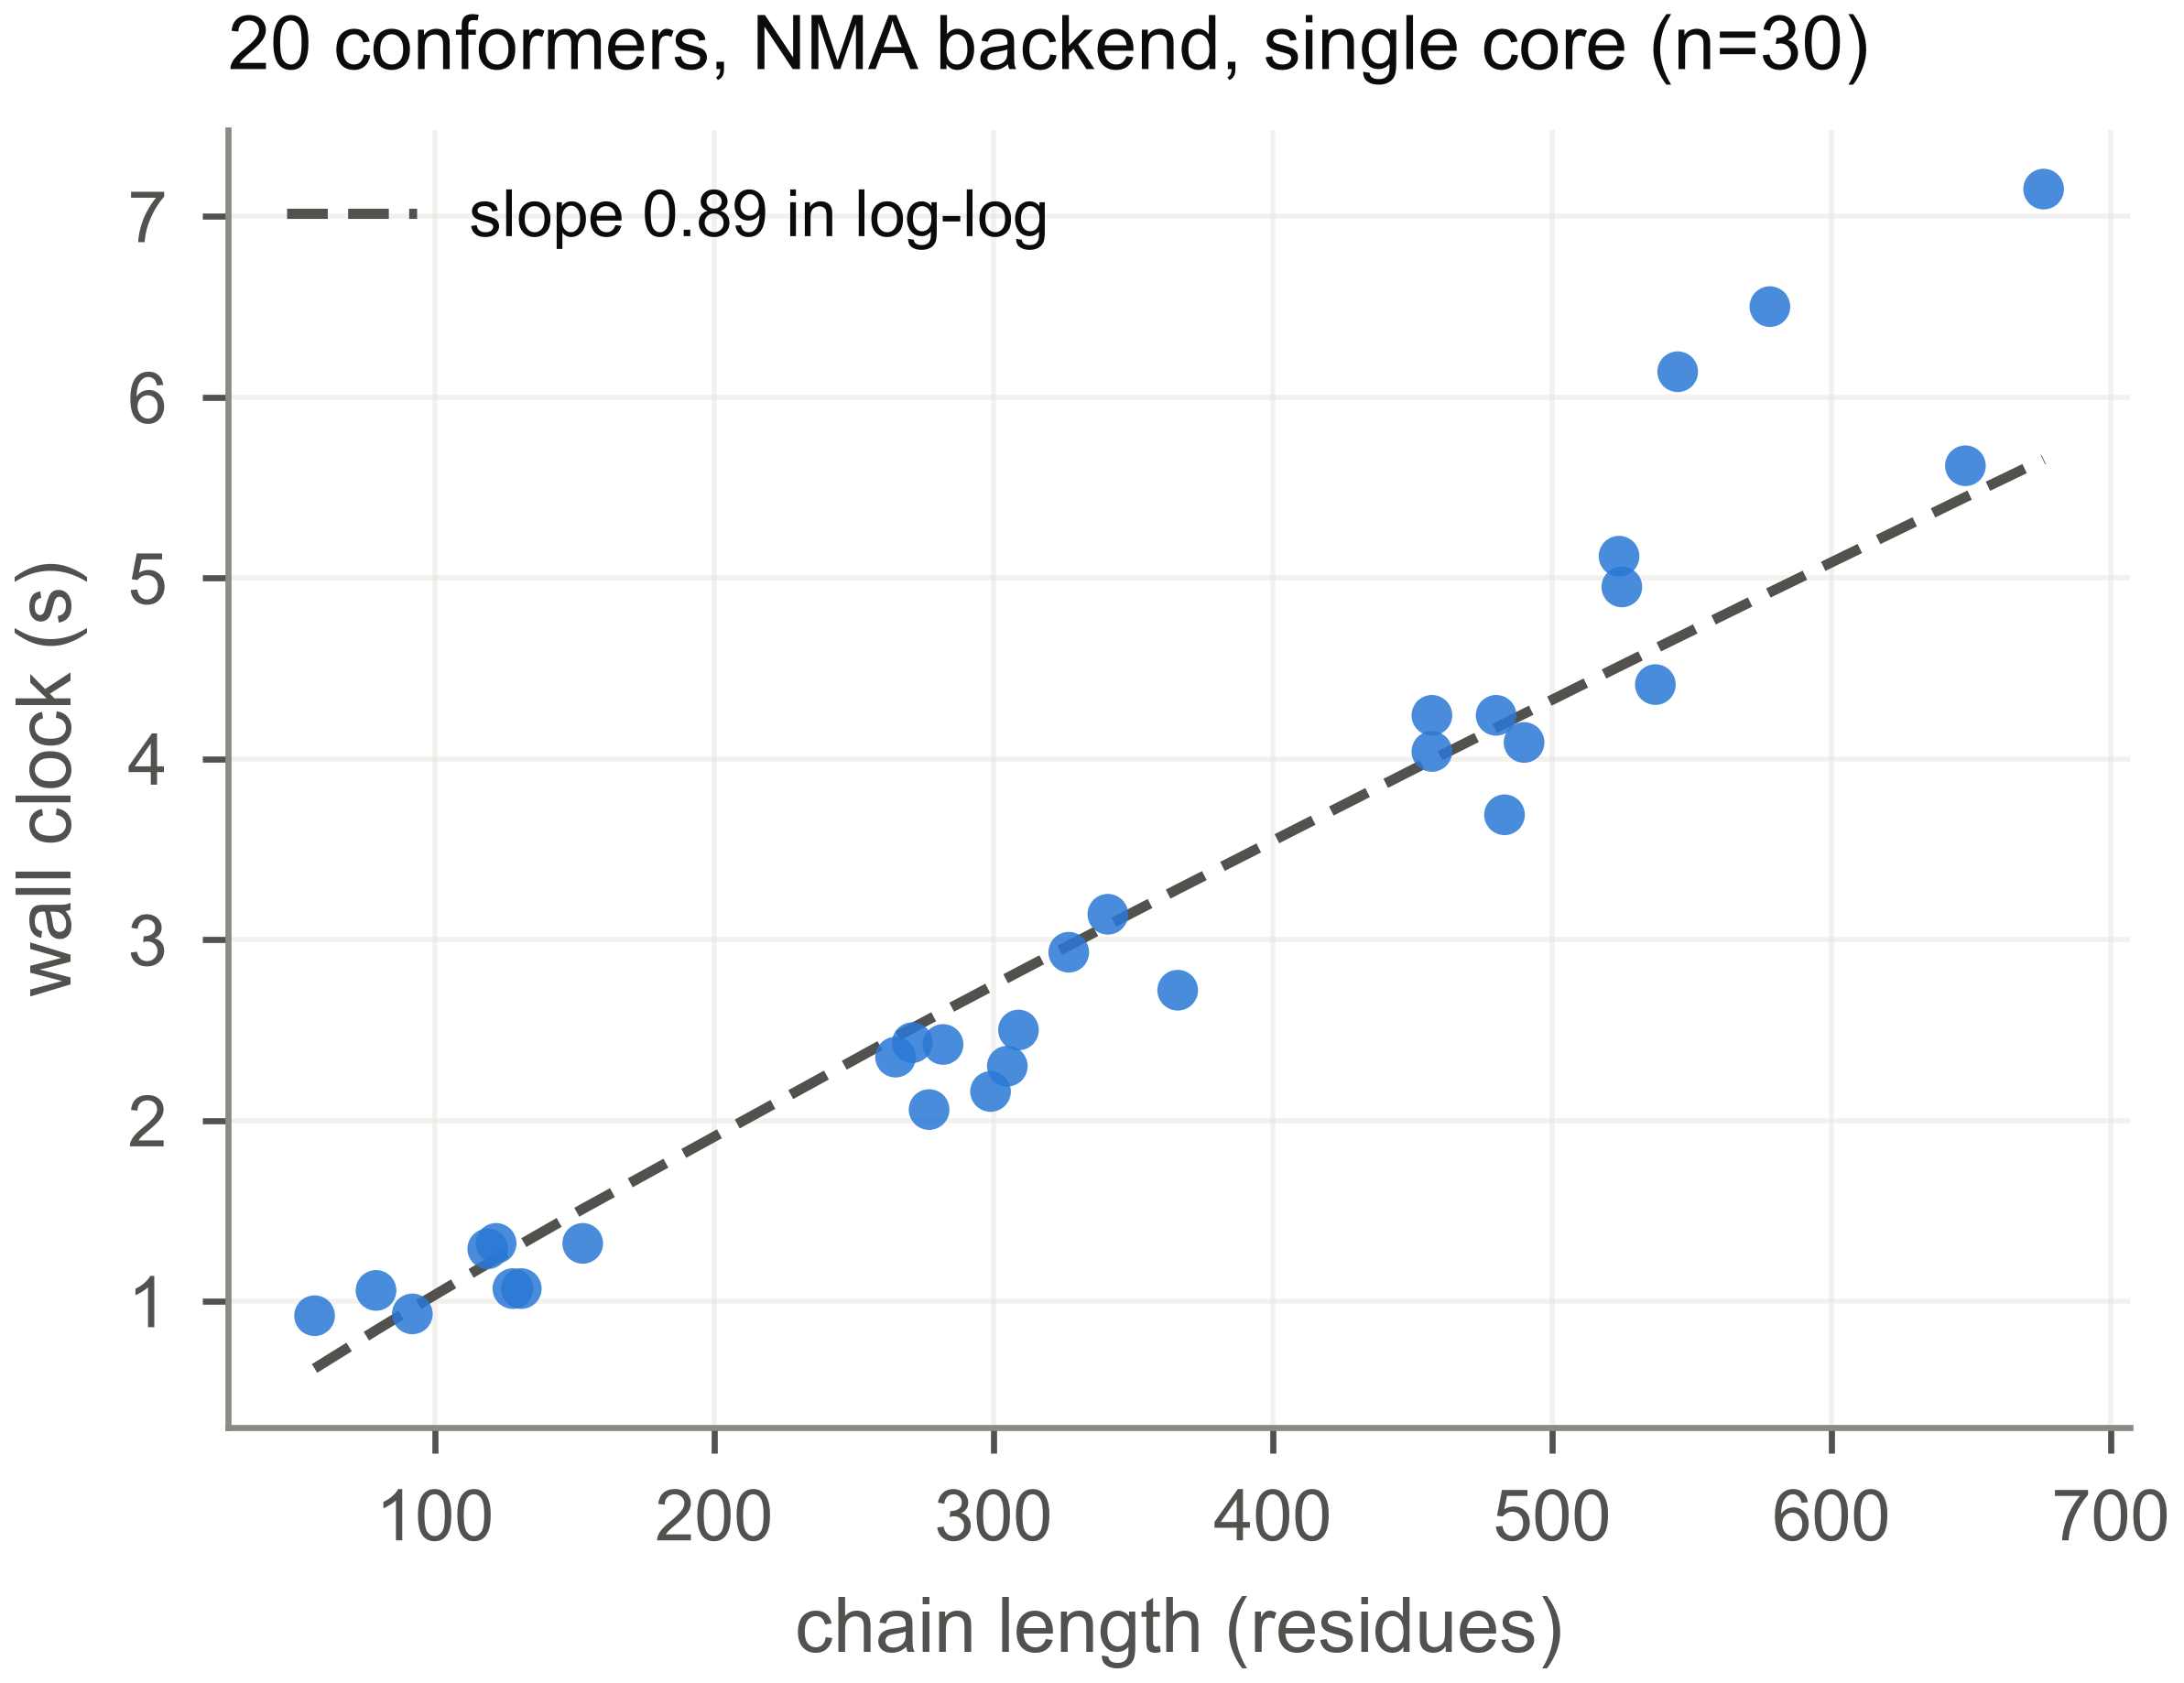 20 conformers, NMA backend, single core (n=30)
slope 0.89 in log-log
7
6
5
4
3
2
1
wall clock (s)
100 200 300 400 500 600 700
chain length (residues)